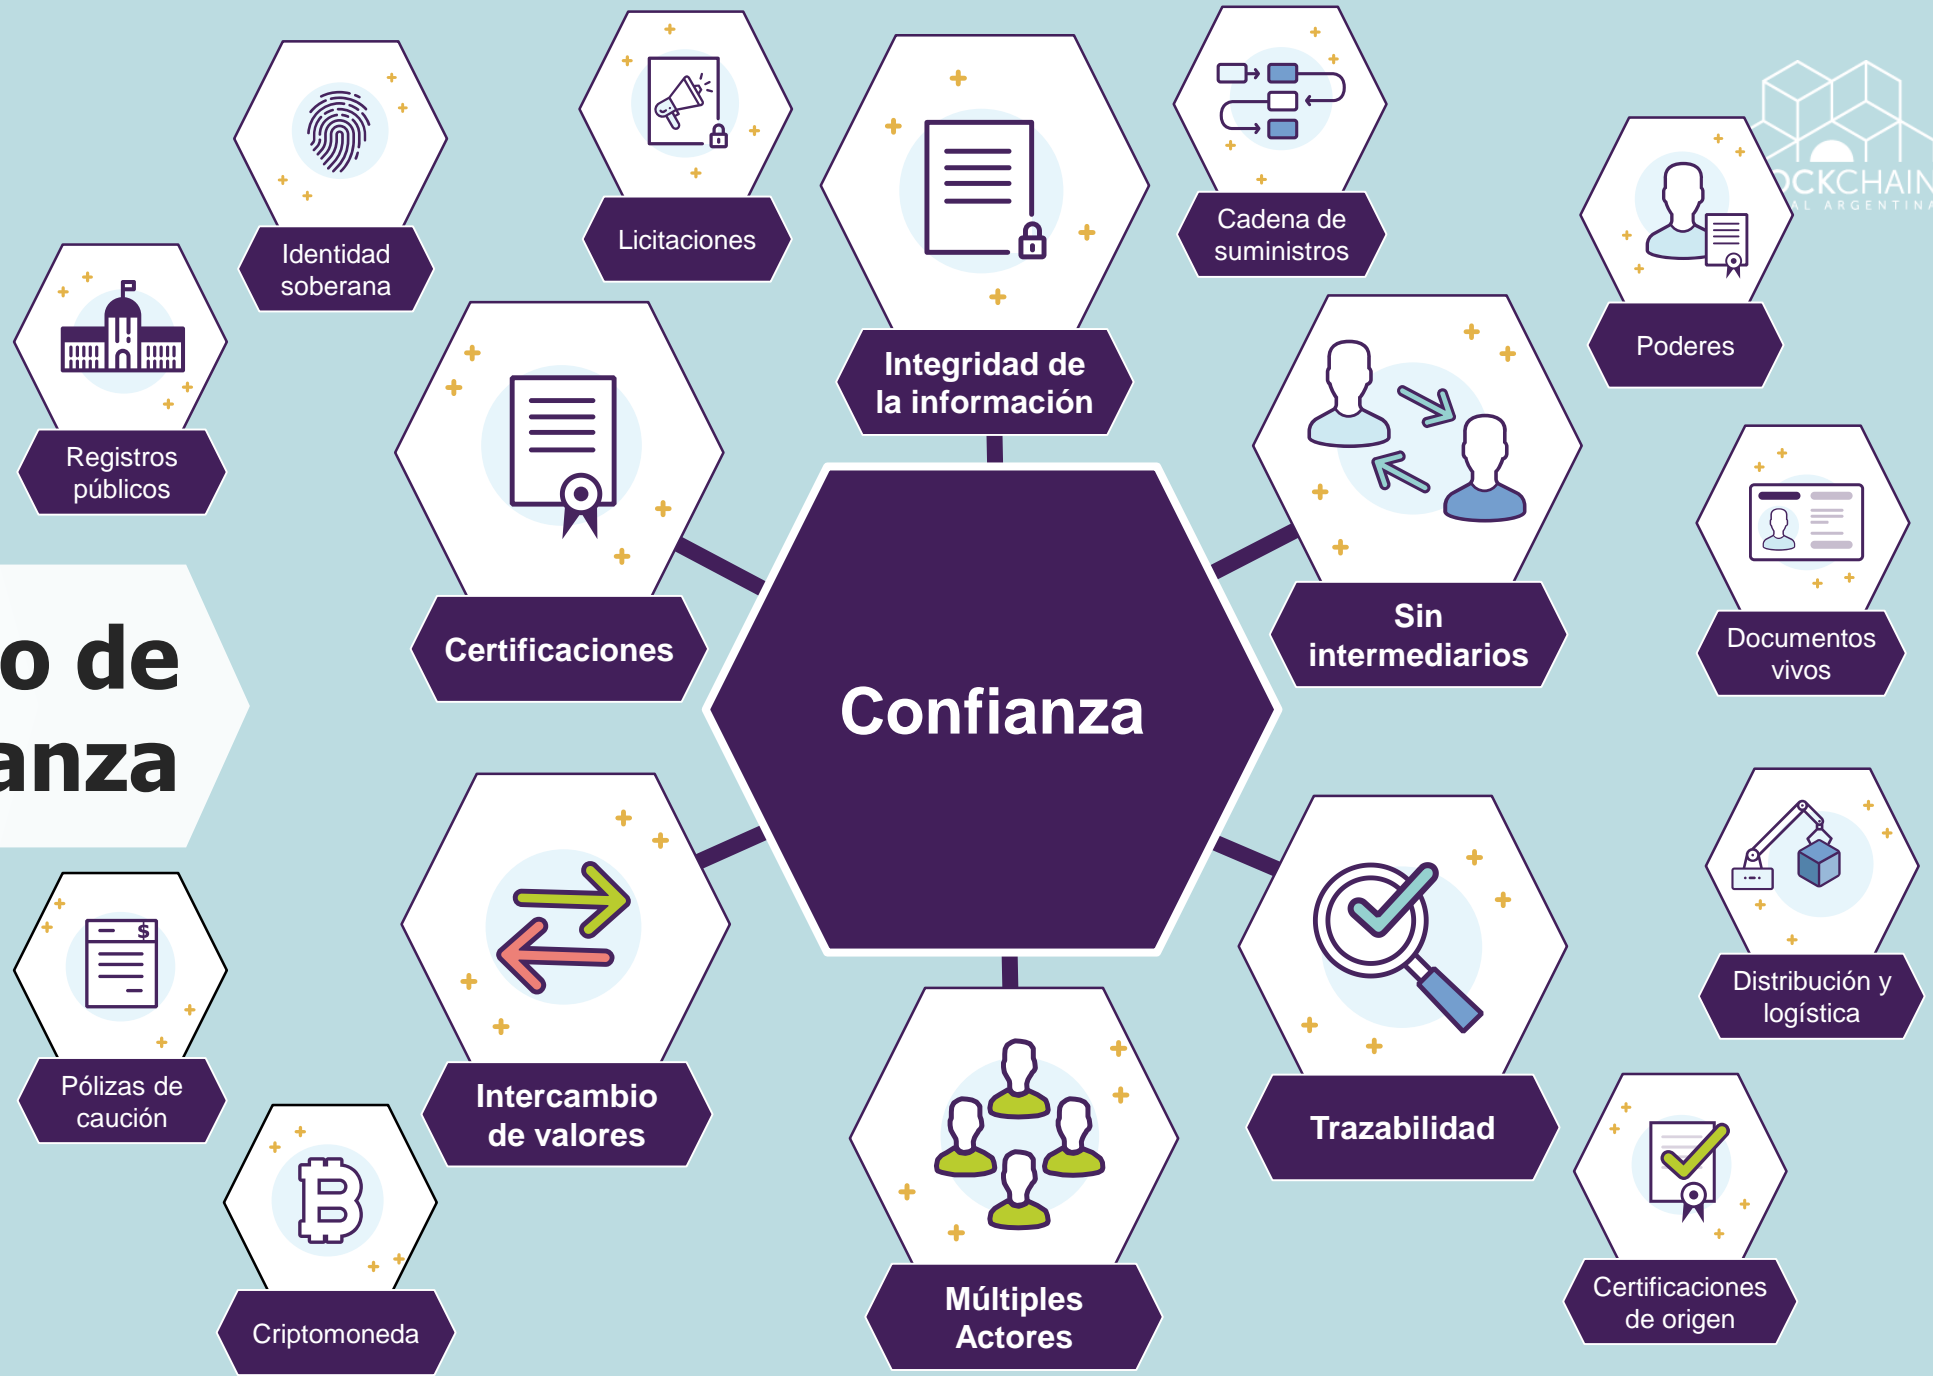 Identidad
soberana
Licitaciones
Integridad de
la información
Cadena de
suministros
CKCHAIN
AL ARGENTINA
Poderes
Registros
públicos
Certificaciones
Sin
intermediarios
Documentos
vivos
o de
anza
Confianza
$
Pólizas de
caución
Intercambio
de valores
Trazabilidad
Distribución y
logística
Criptomoneda
Múltiples
Actores
Certificaciones
de origen